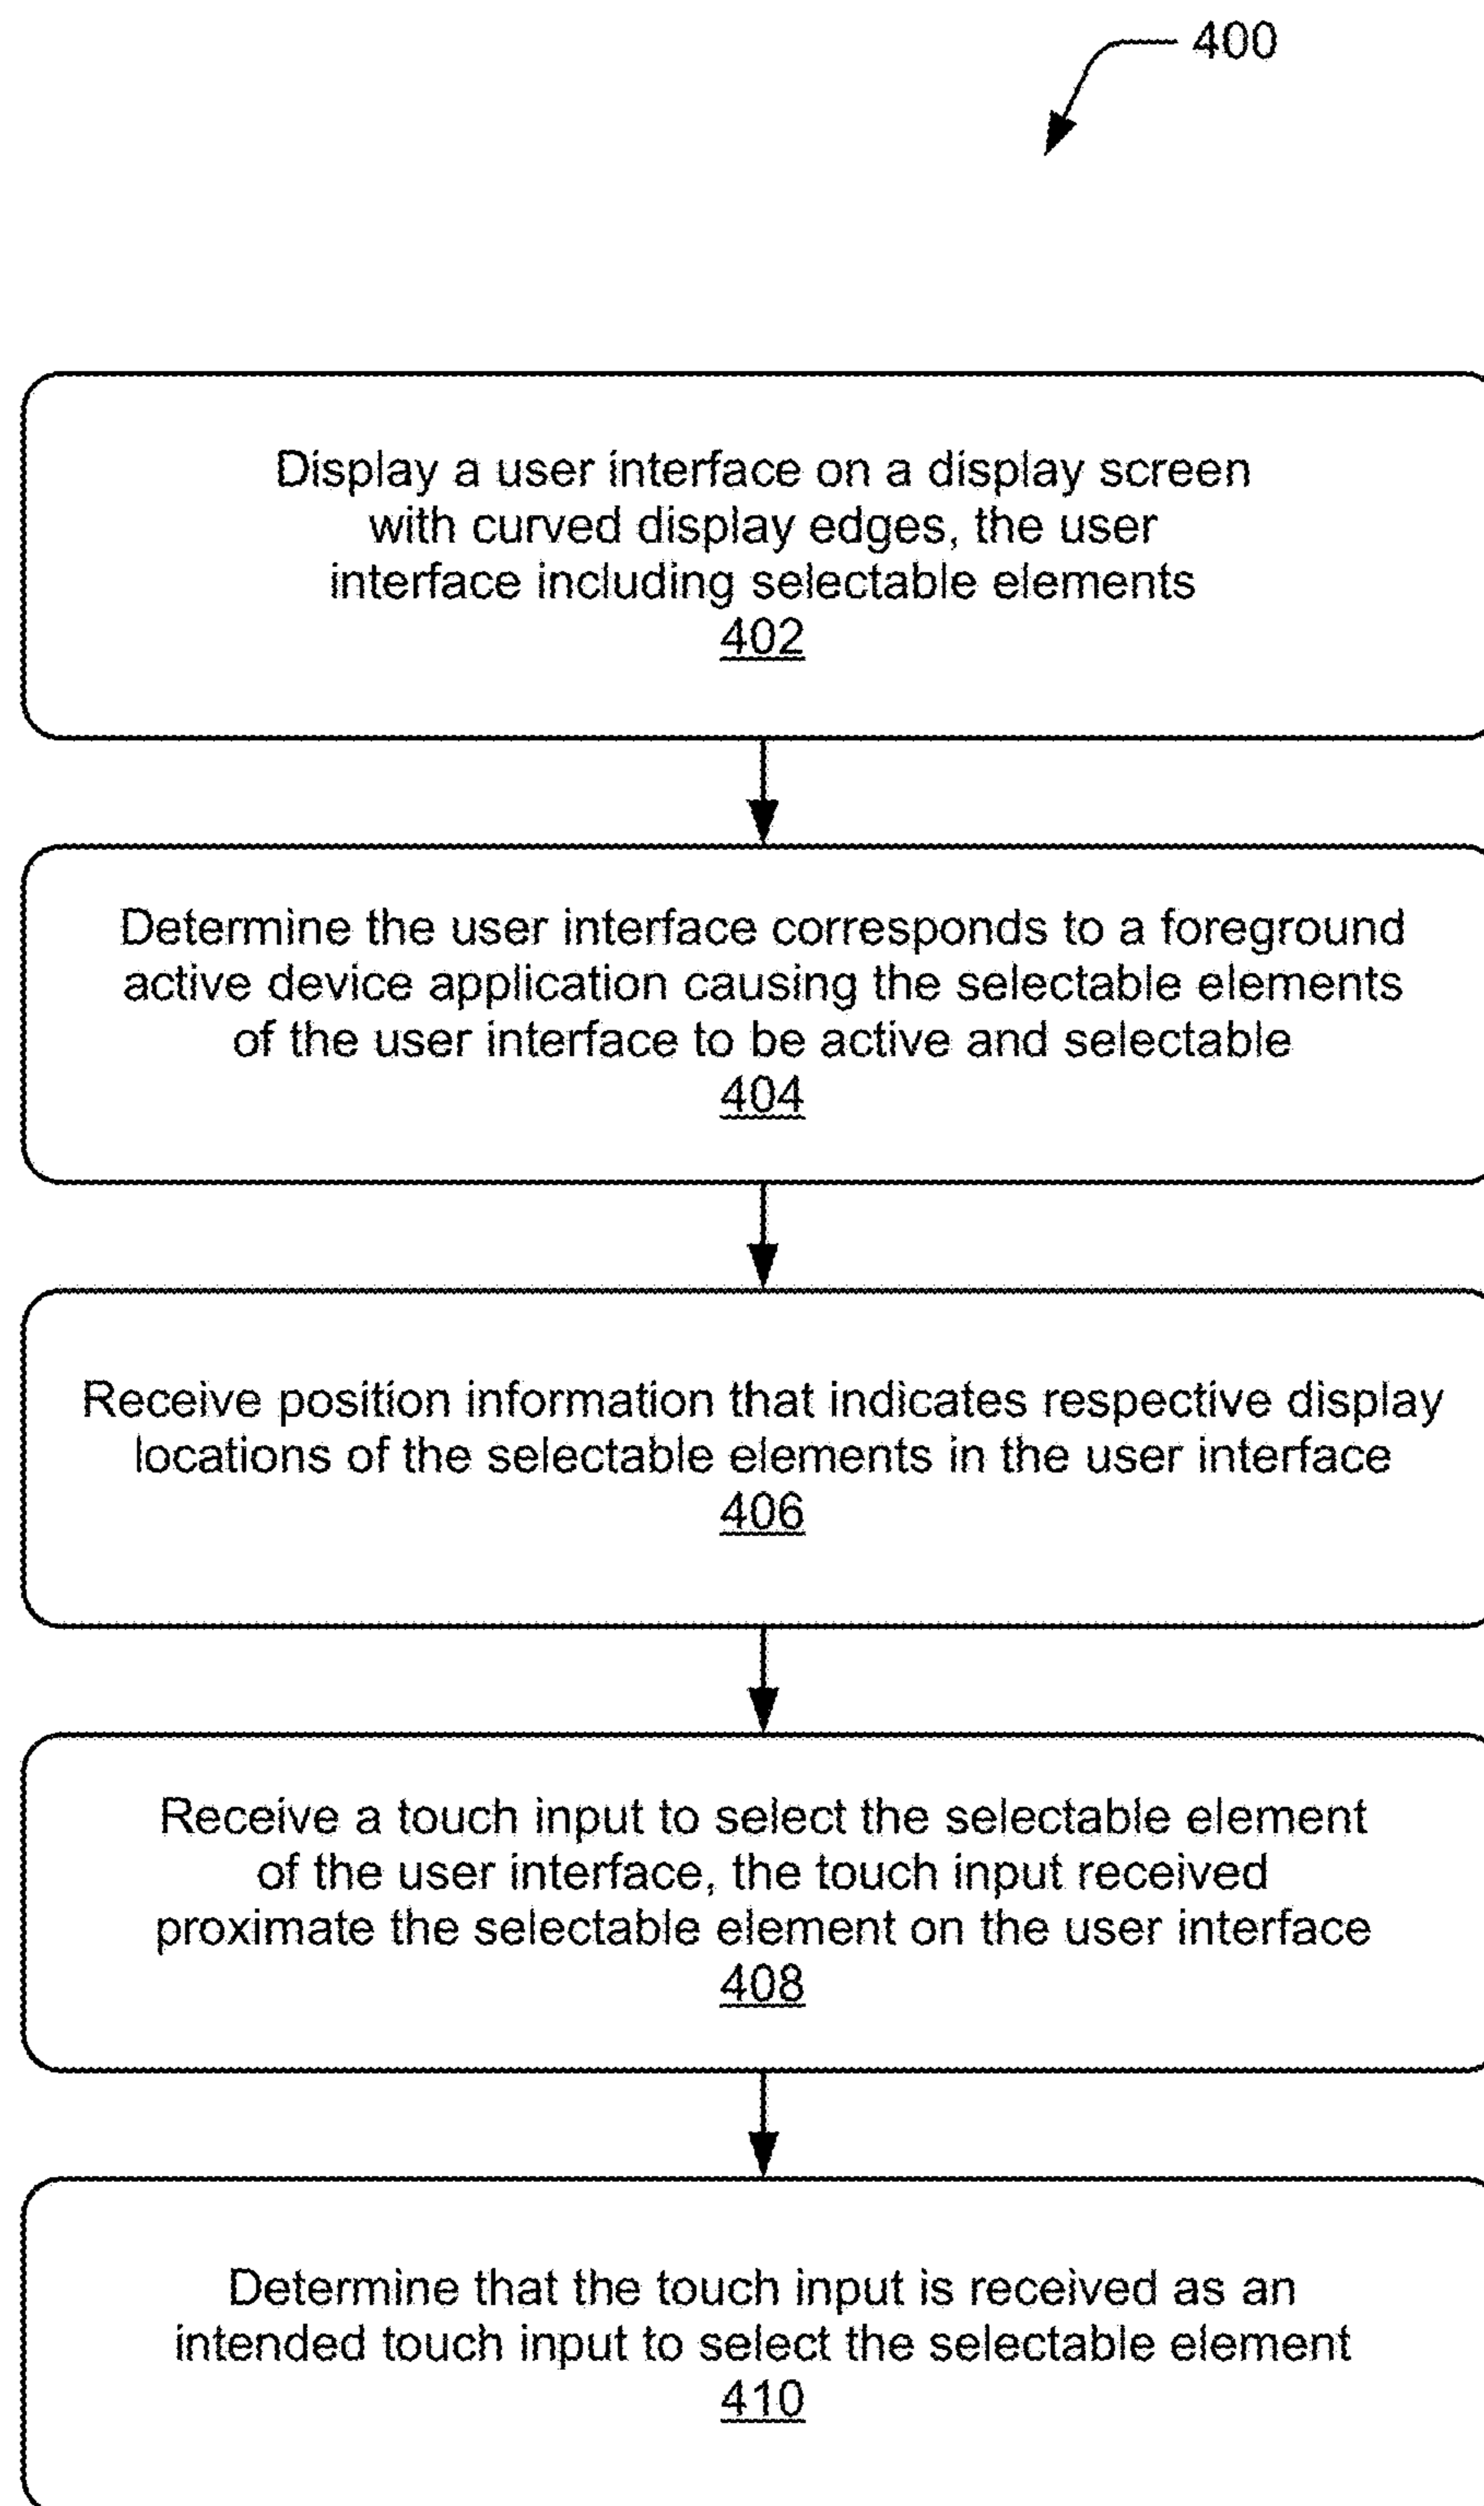 400
Display a user interface on a display screen
with curved display edges, the user
interface including selectable elements
402
Determine the user interface corresponds to a foreground
active device application causing the selectable elements
of the user interface to be active and selectable
404
Receive position information that indicates respective display
locations of the selectable elements in the user interface
406
Receive a touch input to select the selectable element
of the user interface, the touch input received
proximate the selectable element on the user interface
408
Determine that the touch input is received as an
intended touch input to select the selectable element
410